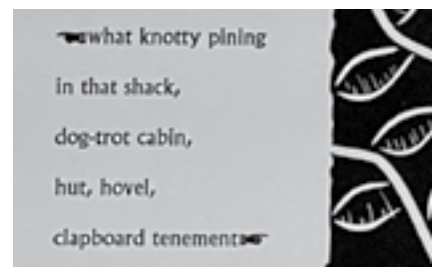 what knotty pining
in that shack,
dog-trot cabin,
hut, hovel,
clapboard tenement